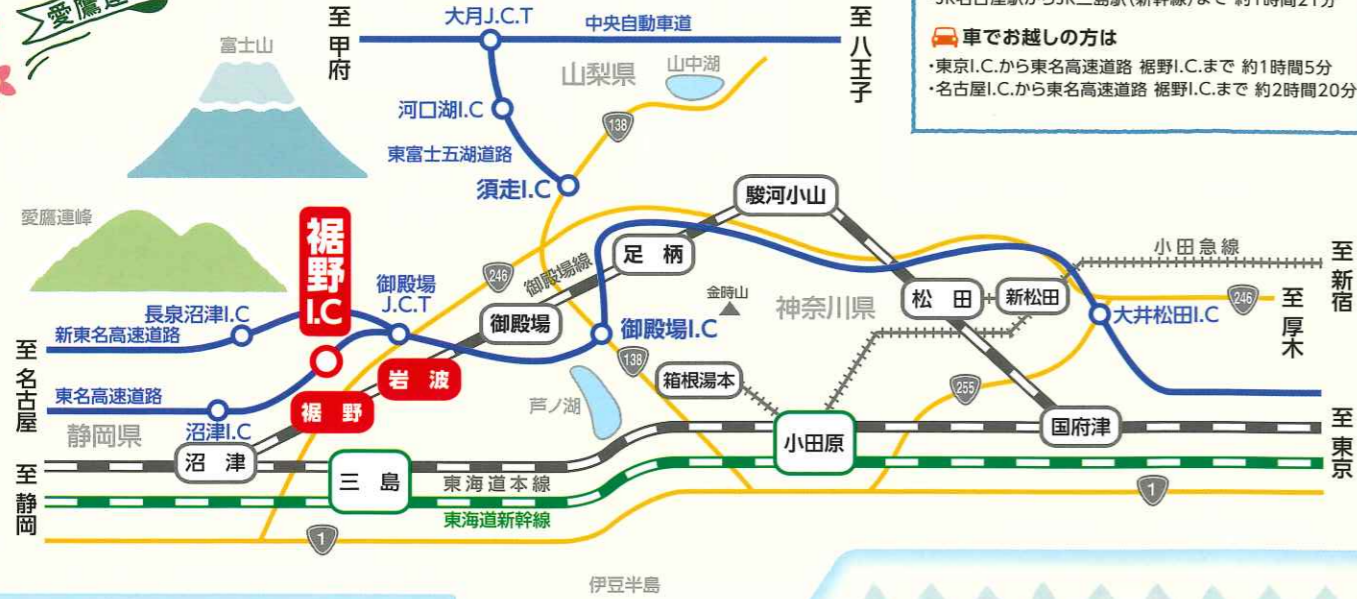 愛鷹連
至甲府
大月J.C.T
中央自動車道
至八王子
富士山
山梨県
山中湖
河口湖I.C
138
東富士五湖道路
須走I.C
車でお越しの方は
・東京I.C.から東名高速道路 裾野I.C.まで 約1時間5分
・名古屋I.C.から東名高速道路 裾野I.C.まで 約2時間20分
愛鷹連峰
裾野I.C
駿河小山
足柄
小田急線
至新宿
246
御殿場線
御殿場J.C.T
金時山
神奈川県
松田
新松田
246
至厚木
長泉沼津I.C
新東名高速道路
御殿場
御殿場I.C
大井松田I.C
至名古屋
138
岩波
箱根湯本
255
東名高速道路
裾野
芦ノ湖
静岡県
沼津I.C
小田原
国府津
至東京
沼津
至静岡
三島
東海道本線
東海道新幹線
1
1
伊豆半島